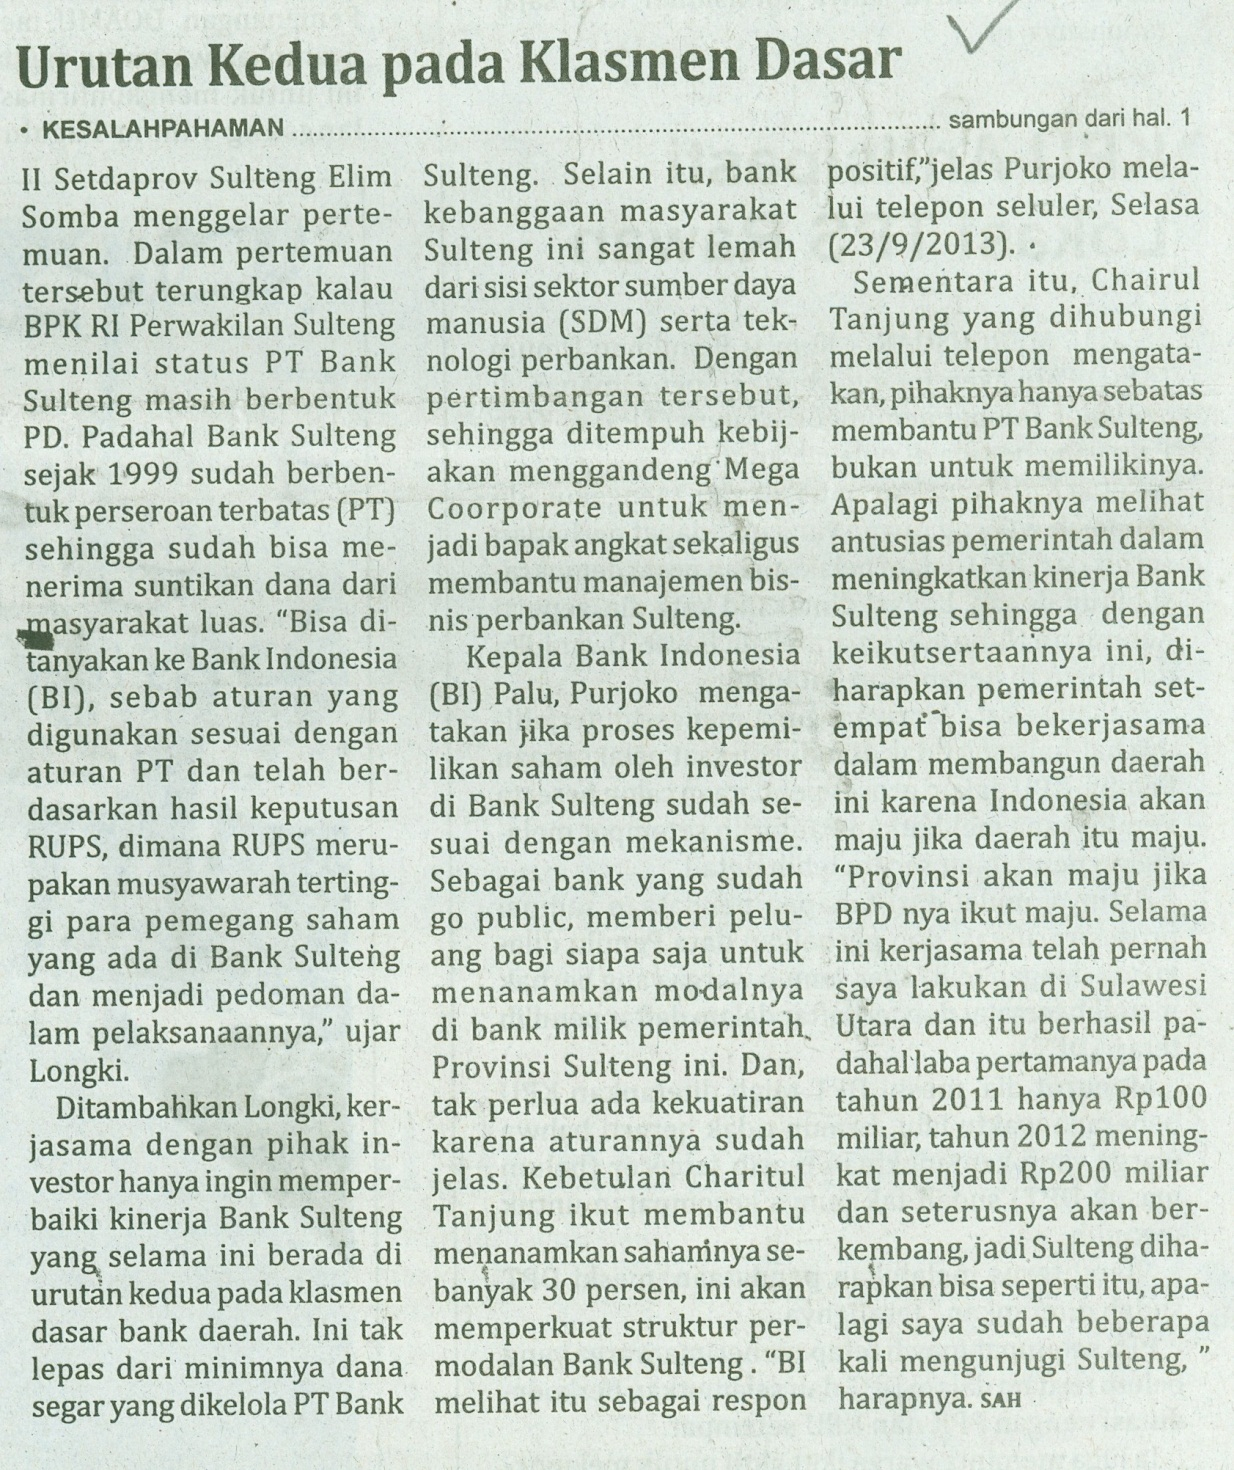 Urutan Kedua pada Klasmen Dasar
• KESALAHPAHAMAN ........................................ sambungan dari hal. 1
II Setdaprov Sulteng Elim
Somba menggelar perte-
muan. Dalam pertemuan
tersebut terungkap kalau
BPK RI Perwakilan Sulteng
menilai status PT Bank
Sulteng masih berbentuk
PD. Padahal Bank Sulteng
sejak 1999 sudah berben-
tuk perseroan terbatas (PT)
sehingga sudah bisa me-
nerima suntikan dana dari
masyarakat luas. “Bisa di-
tanyakan ke Bank Indonesia
(BI), sebab aturan yang
digunakan sesuai dengan
aturan PT dan telah ber-
dasarkan hasil keputusan
RUPS, dimana RUPS meru-
pakan musyawarah terting-
gi para pemegang saham
yang ada di Bank Sulteng
dan menjadi pedoman da-
lam pelaksanaannya,” ujar
Longki.
Ditambahkan Longki, ker-
jasama dengan pihak in-
vestor hanya ingin memper-
baiki kinerja Bank Sulteng
yang selama ini berada di
urutan kedua pada klasmen
dasar bank daerah. Ini tak
lepas dari minimnya dana
segar yang dikelola PT Bank
Sulteng. Selain itu, bank
kebanggaan masyarakat
Sulteng ini sangat lemah
dari sisi sektor sumber daya
manusia (SDM) serta tek-
nologi perbankan. Dengan
pertimbangan tersebut,
sehingga ditempuh kebij-
akan menggandeng Mega
Coorporate untuk men-
jadi bapak angkat sekaligus
membantu manajemen bis-
nis perbankan Sulteng.
Kepala Bank Indonesia
(BI) Palu, Purjoko menga-
takan jika proses kepemi-
likan saham oleh investor
di Bank Sulteng sudah se-
suai dengan mekanisme.
Sebagai bank yang sudah
go public, memberi pelu-
ang bagi siapa saja untuk
menanamkan modalnya
di bank milik pemerintah
Provinsi Sulteng ini. Dan,
tak perlua ada kekuatiran
karena aturannya sudah
jelas. Kebetulan Charitul
Tanjung ikut membantu
menanamkan sahamnya se-
banyak 30 persen, ini akan
memperkuat struktur per-
modalan Bank Sulteng . “BI
melihat itu sebagai respon
positif,”jelas Purjoko mela-
lui telepon seluler, Selasa
(23/9/2013).
Sementara itu, Chairul
Tanjung yang dihubungi
melalui telepon mengata-
kan, pihaknya hanya sebatas
membantu PT Bank Sulteng,
bukan untuk memilikinya.
Apalagi pihaknya melihat
antusias pemerintah dalam
meningkatkan kinerja Bank
Sulteng sehingga dengan
keikutsertaannya ini, di-
harapkan pemerintah set-
empat bisa bekerjasama
dalam membangun daerah
ini karena Indonesia akan
maju jika daerah itu maju.
“Provinsi akan maju jika
BPD nya ikut maju. Selama
ini kerjasama telah pernah
saya lakukan di Sulawesi
Utara dan itu berhasil pa-
dahal laba pertamanya pada
tahun 2011 hanya Rp100
miliar, tahun 2012 mening-
kat menjadi Rp200 miliar
dan seterusnya akan ber-
kembang, jadi Sulteng diha-
rapkan bisa seperti itu, apa-
lagi saya sudah beberapa
kali mengunjugi Sulteng, ”
harapnya. SAH